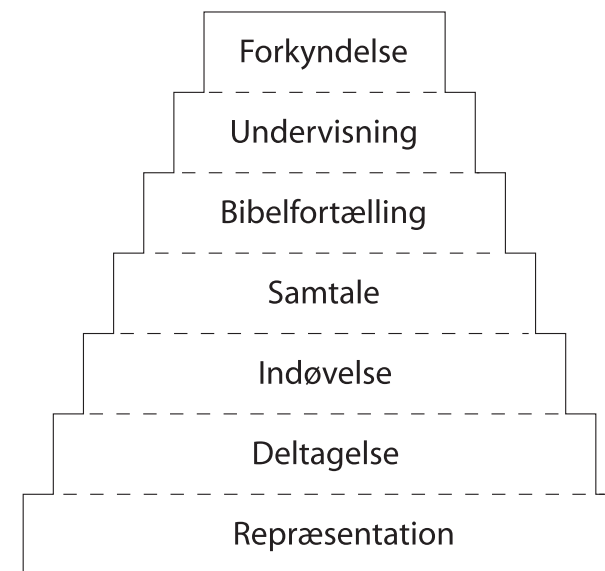 Forkyndelse
Undervisning
Bibelfortælling
Samtale
Indøvelse
Deltagelse
Repræsentation